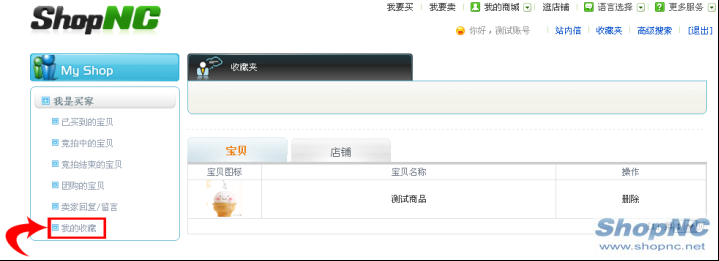 ShopNC
我要买 我要卖 我的商城 逛店铺 语言选择 更多服务
你好，测试账号 站内信 收藏夹 高级搜索 [退出]
My Shop
收藏夹
我是买家
已买到的宝贝
竞拍中的宝贝
竞拍结束的宝贝
团购的宝贝
卖家回复/留言
我的收藏
宝贝 店铺
宝贝图标 宝贝名称 操作
测试商品 删除
ShopNC
www.shopnc.net